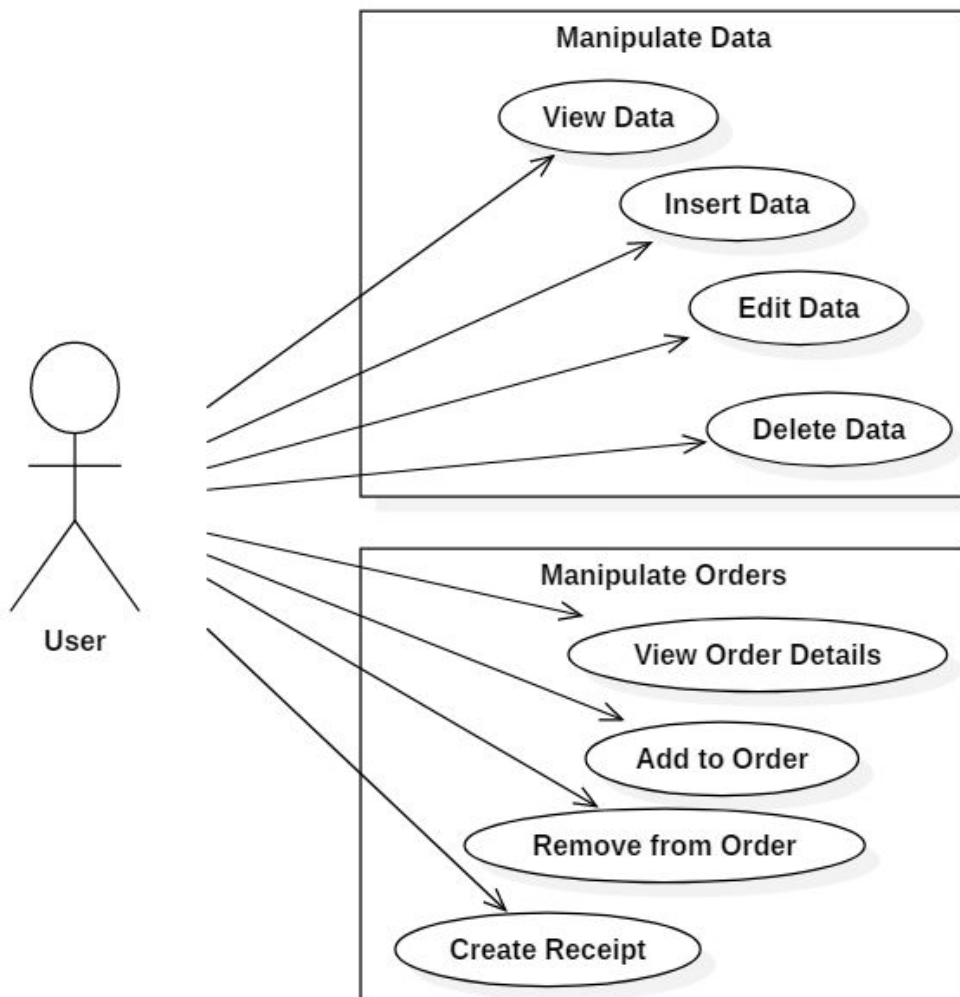 Manipulate Data
View Data
Insert Data
Edit Data
Delete Data
User
Manipulate Orders
View Order Details
Add to Order
Remove from Order
Create Receipt